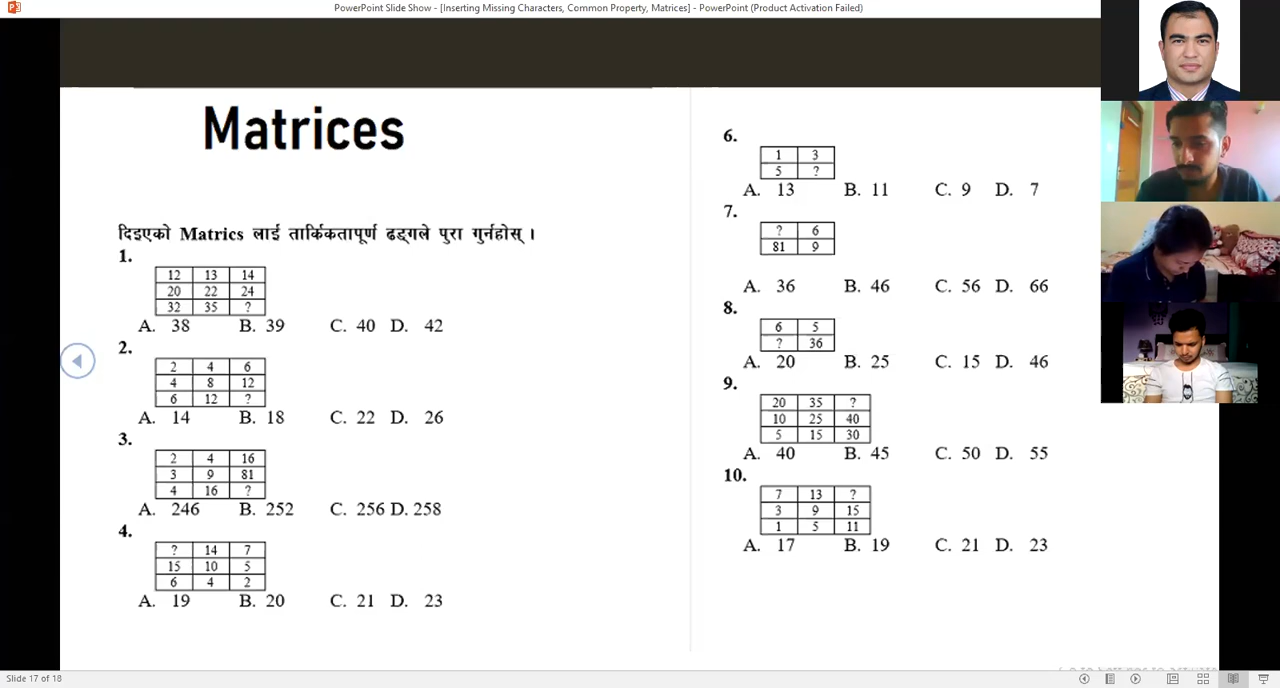 PowerPoint Slide Show - [Inserting Missing Characters, Common Property, Matrices] - PowerPoint (Product Activation Failed)
Matrices
दिइएको Matrics लाई तार्किकतापूर्ण ढङ्गले पुरा गुर्नहोस् ।
1.
12 13 14
20 22 24
32 35 ?
A. 38 B. 39 C. 40 D. 42
2.
2 4 6
4 8 12
6 12 ?
A. 14 B. 18 C. 22 D. 26
3.
2 4 16
3 9 81
4 16 ?
A. 246 B. 252 C. 256 D. 258
4.
? 14 7
15 10 5
6 4 2
A. 19 B. 20 C. 21 D. 23
6.
1 3
5 ?
A. 13 B. 11 C. 9 D. 7
7.
? 6
81 9
A. 36 B. 46 C. 56 D. 66
8.
6 5
? 36
A. 20 B. 25 C. 15 D. 46
9.
20 35 ?
10 25 40
5 15 30
A. 40 B. 45 C. 50 D. 55
10.
7 13 ?
3 9 15
1 5 11
A. 17 B. 19 C. 21 D. 23
Slide 17 of 18